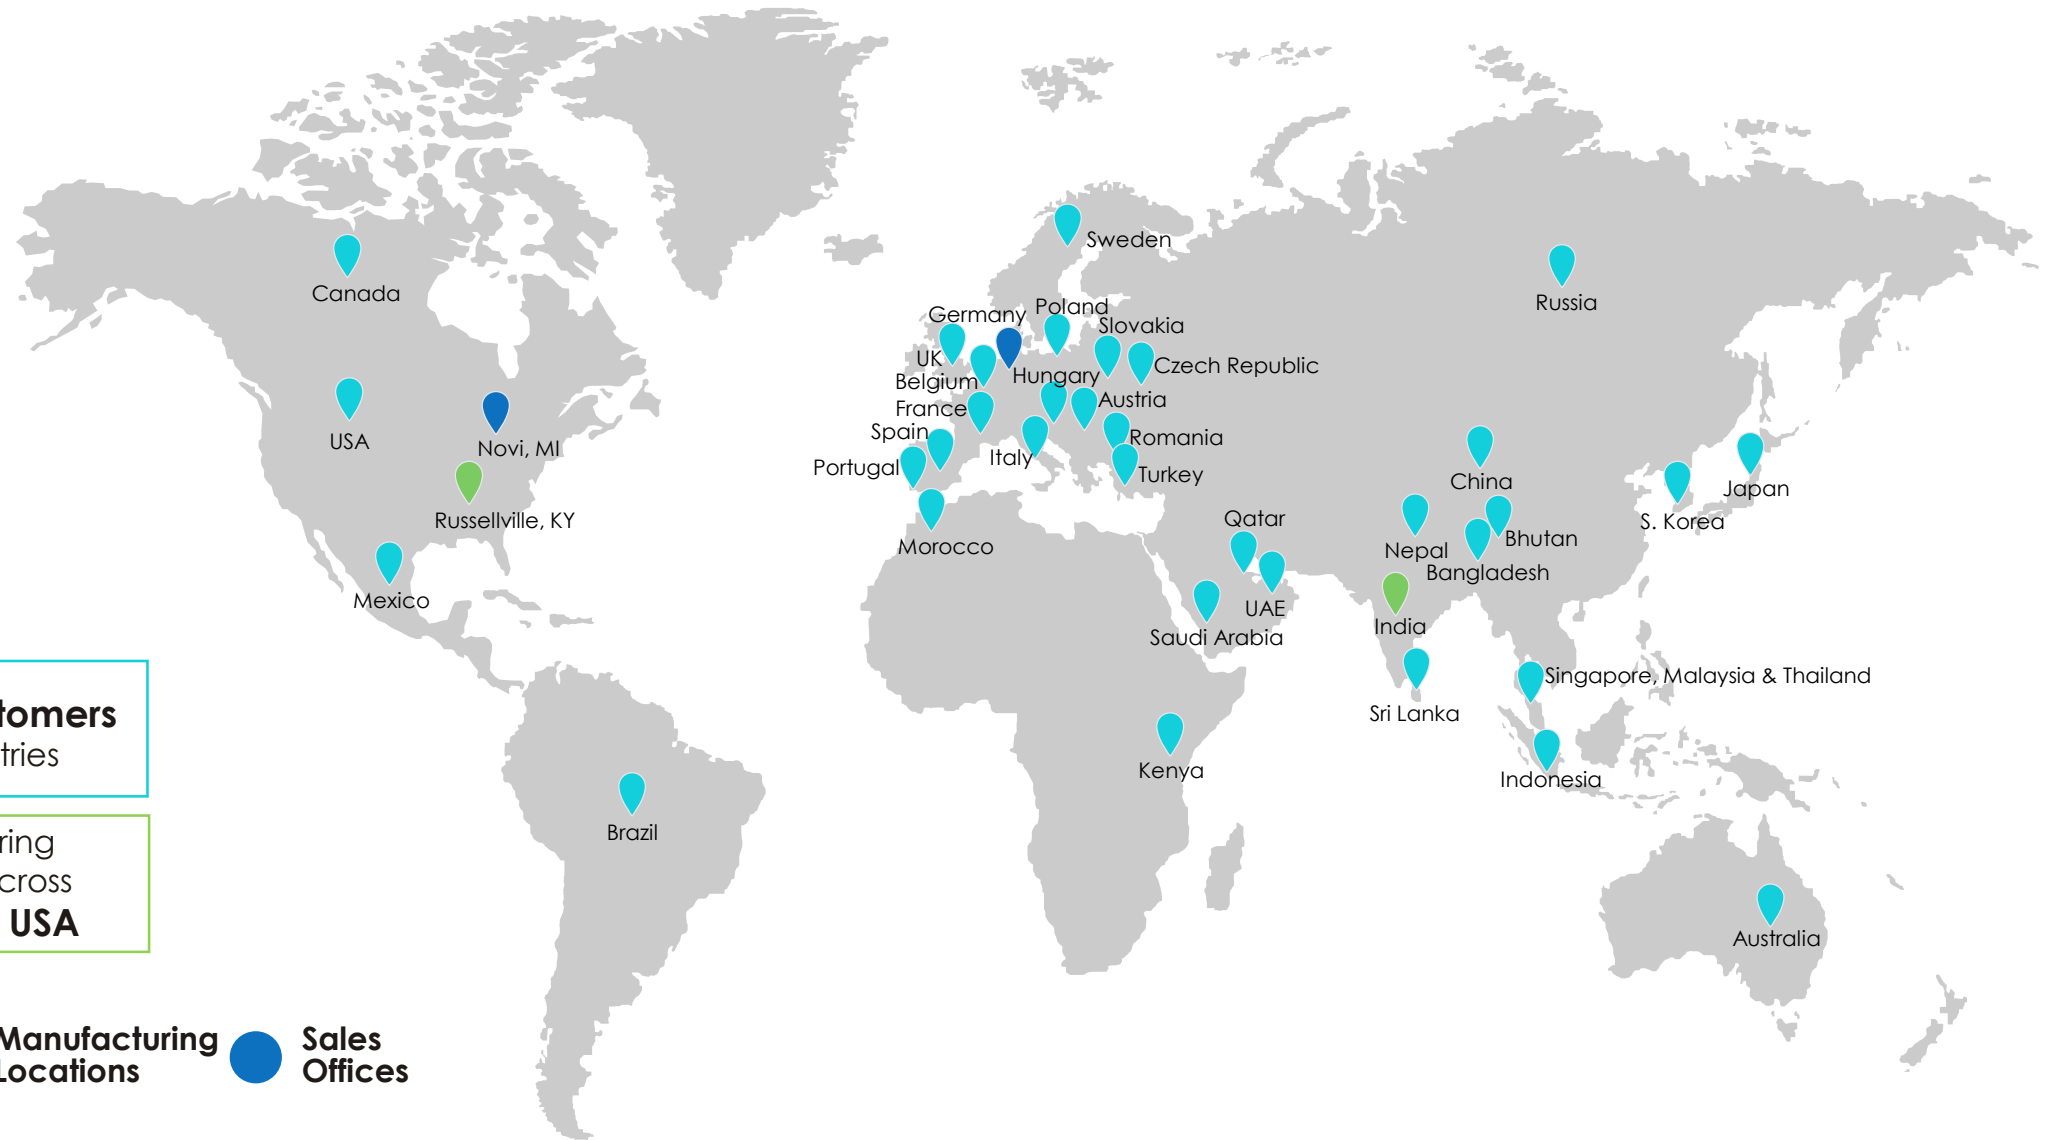 Sweden
Canada
Russia
Germany
Poland
Slovakia
UK
Hungary
Czech Republic
Belgium
Austria
France
Spain
Romania
USA
Novi, MI
Italy
Portugal
Turkey
China
Japan
Russellville, KY
Qatar
S. Korea
Morocco
Nepal
Bhutan
Bangladesh
Mexico
UAE
India
Saudi Arabia
Singapore, Malaysia & Thailand
Sri Lanka
tomers
tries
Kenya
Indonesia
Brazil
ring
cross
USA
Australia
Manufacturing
Locations
Sales
Offices